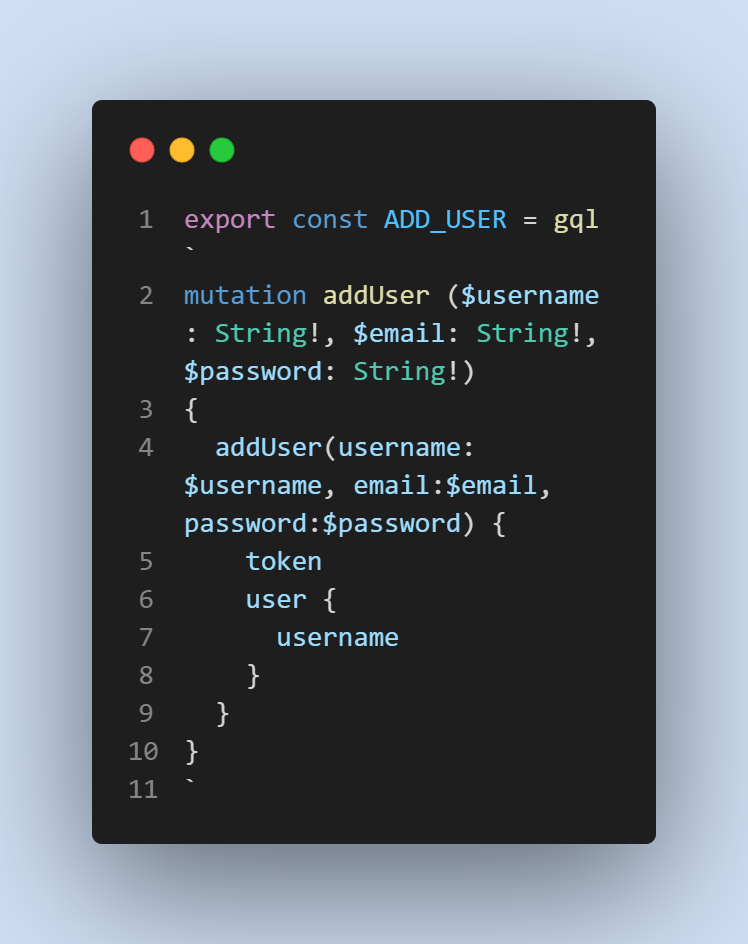 1 export const ADD_USER = gql
`
2 mutation addUser ($username
: String!, $email: String!,
$password: String!)
3 {
4   addUser(username:
$username, email:$email,
password:$password) {
5     token
6     user {
7       username
8     }
9   }
10 }
11 `